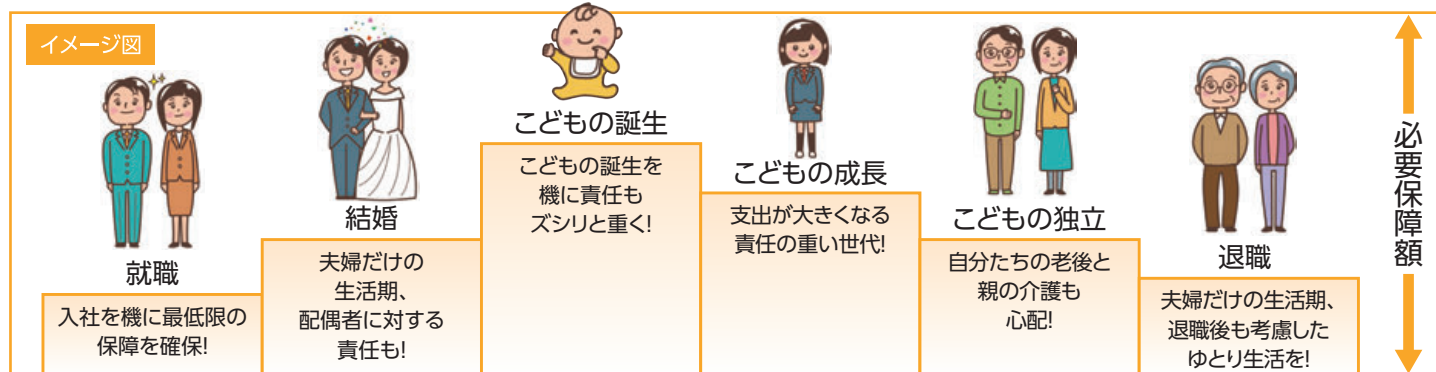 イメージ図
就職
入社を機に最低限の
保障を確保!
結婚
夫婦だけの
生活期、
配偶者に対する
責任も!
こどもの誕生
こどもの誕生を
機に責任も
ズシリと重く!
こどもの成長
支出が大きくなる
責任の重い世代!
こどもの独立
自分たちの老後と
親の介護も
心配!
退職
夫婦だけの生活期、
退職後も考慮した
ゆとり生活を!
必要保障額